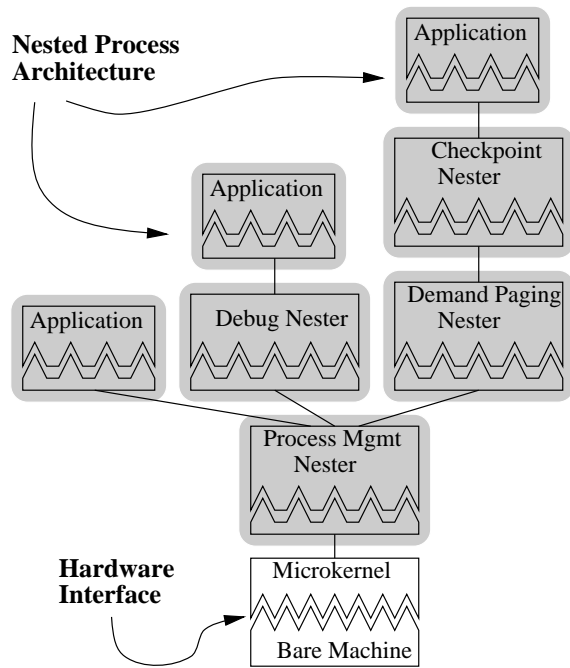 Nested Process
Architecture
Application
Checkpoint
Nester
Application
Demand Paging
Nester
Application
Debug Nester
Process Mgmt
Nester
Hardware
Interface
Microkernel
Bare Machine